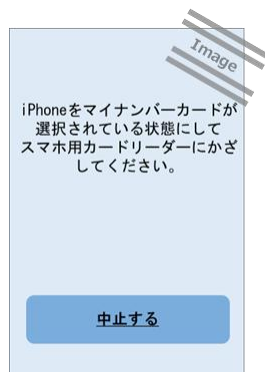 Image
iPhoneをマイナンバーカードが
選択されている状態にして
スマホ用カードリーダーにかざ
してください。
中止する